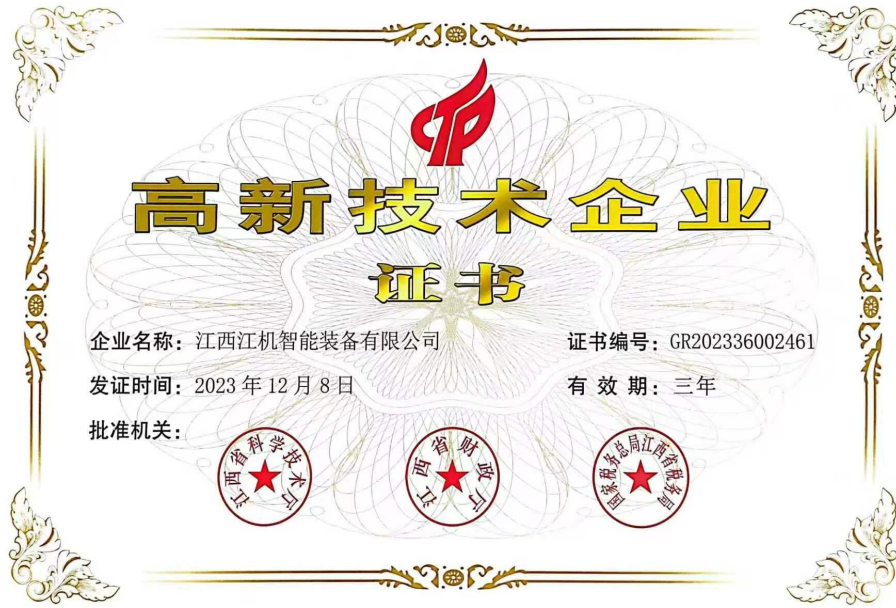 高新技术企业
证书
企业名称：江西江机智能装备有限公司
证书编号：GR202336002461
发证时间：2023年12月8日
有效期：三年
批准机关：
江西省科学技术厅
江西省财政厅
国家税务总局江西省税务局